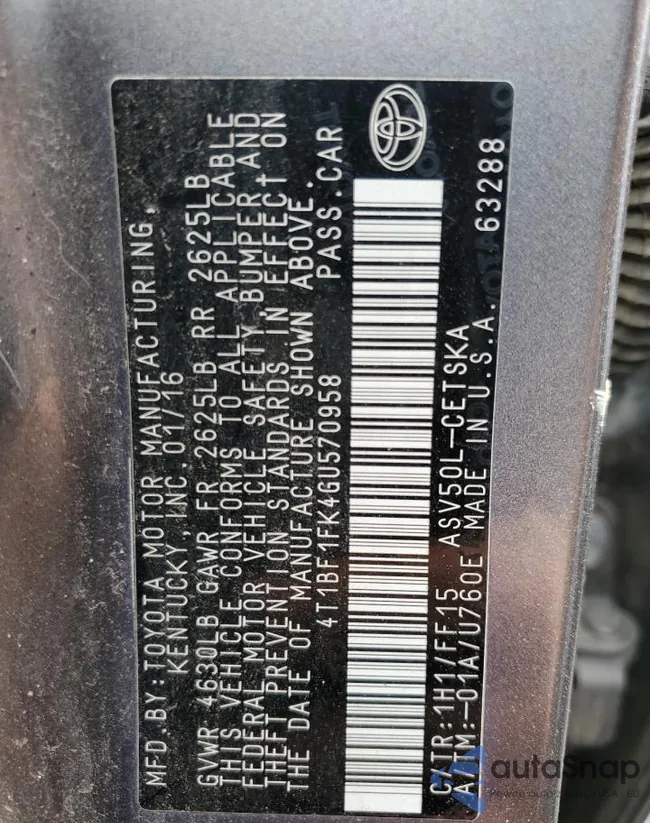 MFD.BY:TOYOTA MOTOR MANUFACTURING,
KENTUCKY, INC. 01/16
GVWR 4630LB GAWR FR 2625LB RR 2625LB
THIS VEHICLE CONFORMS TO ALL APPLICABLE
FEDERAL MOTOR VEHICLE SAFETY, BUMPER AND
THEFT PREVENTION STANDARDS IN EFFECT ON
THE DATE OF MANUFACTURE SHOWN ABOVE.
4T1BF1FK4GU570958 PASS.CAR
C/TR:1H1/FF15 ASV50L-CETSKA
A/TM:-01A/U760E MADE IN U.S.A. 63288
autoSnap